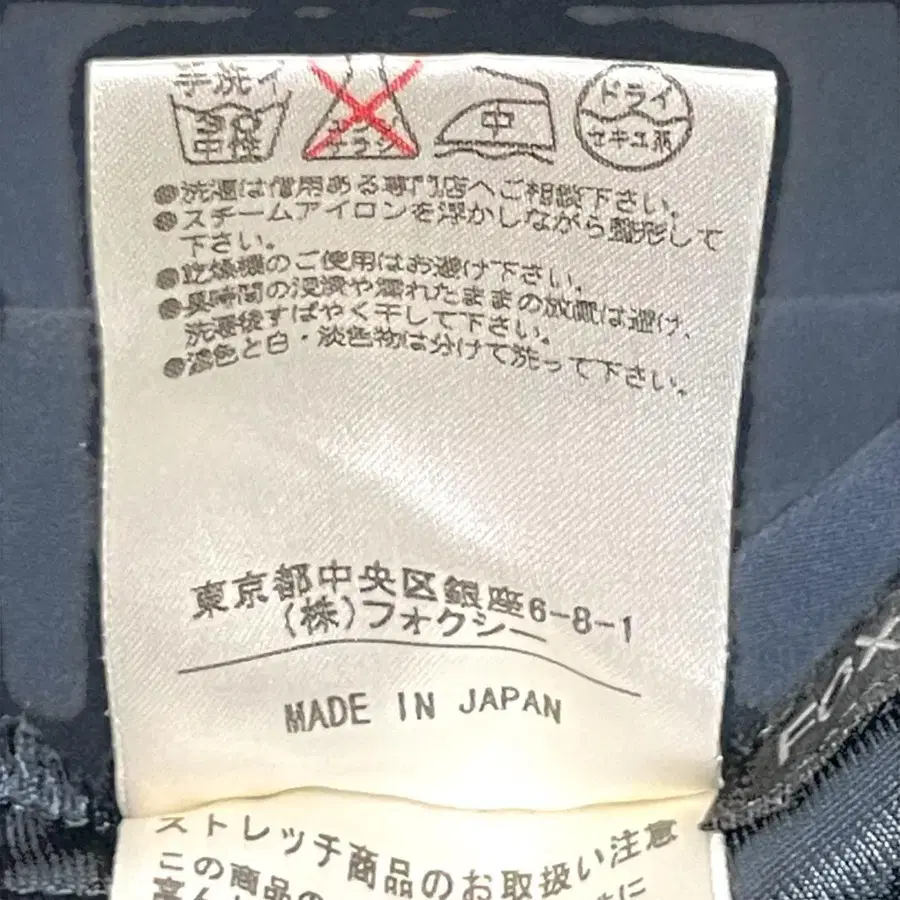 手洗イ
中性
エンソ
サラシ
中
ドライ
セキユ系
●洗濯は信用ある専門店へご相談下さい。
●スチームアイロンを浮かしながら整形して
下さい。
●乾燥機のご使用はお避け下さい。
●長時間の浸漬や濡れたままの放置は避け、
洗濯後すばやく干して下さい。
●濃色と白・淡色物は分けて洗って下さい。
東京都中央区銀座6-8-1
(株)フォクシー
MADE IN JAPAN
FOX
ストレッチ商品のお取扱い注意
この商品の